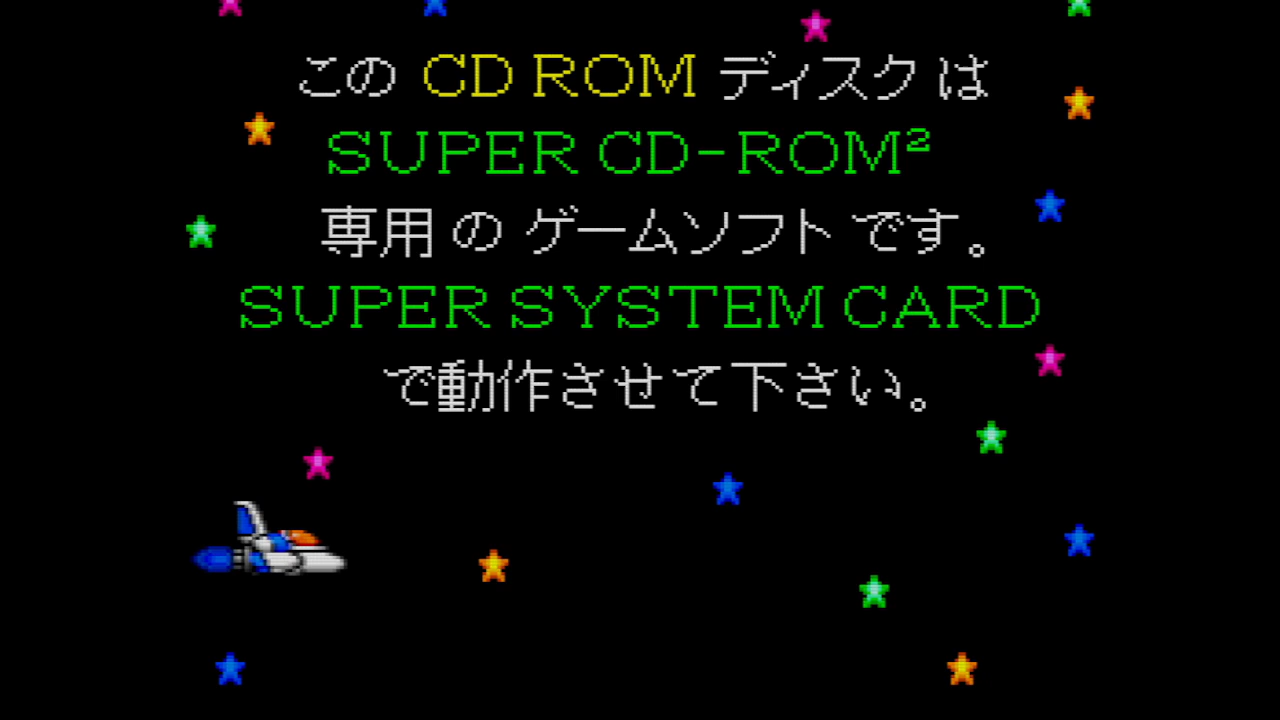 この CD ROM ディスクは
SUPER CD-ROM²
専用のゲームソフトです。
SUPER SYSTEM CARD
で動作させて下さい。